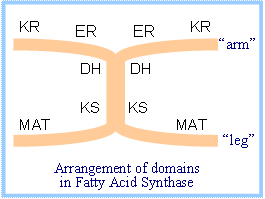 KR ER ER KR
“arm”
DH DH
KS KS
MAT MAT
“leg”
Arrangement of domains
in Fatty Acid Synthase